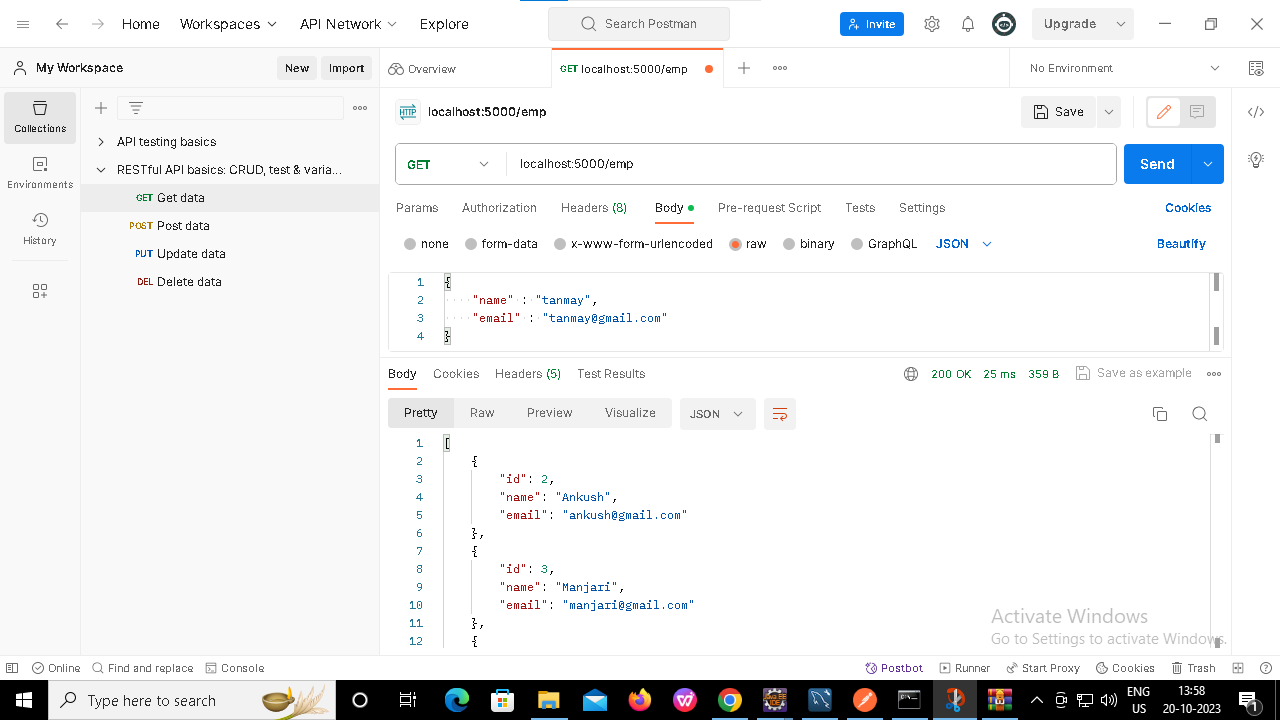 Home Workspaces API Network Explore Search Postman Invite Upgrade
My Workspace New Import Overview GET localhost:5000/emp No Environment
HTTP localhost:5000/emp Save
Collections
Environments
History
API testing basics
RESTful API basics: CRUD, test & varia...
GET Get data
POST Post data
PUT Update data
DEL Delete data
GET localhost:5000/emp Send
Params Authorization Headers (8) Body Pre-request Script Tests Settings Cookies
none form-data x-www-form-urlencoded raw binary GraphQL JSON Beautify
1 {
2 "name" : "tanmay",
3 "email" : "tanmay@gmail.com"
4 }
Body Cookies Headers (5) Test Results 200 OK 25 ms 359 B Save as example
Pretty Raw Preview Visualize JSON
1 [
2 {
3 "id": 2,
4 "name": "Ankush",
5 "email": "ankush@gmail.com"
6 },
7 {
8 "id": 3,
9 "name": "Manjari",
10 "email": "manjari@gmail.com"
11 },
12 {
Activate Windows
Go to Settings to activate Windows.
Online Find and replace Console Postbot Runner Start Proxy Cookies Trash
Type here to search
ENG
US
13:58
20-10-2023
1